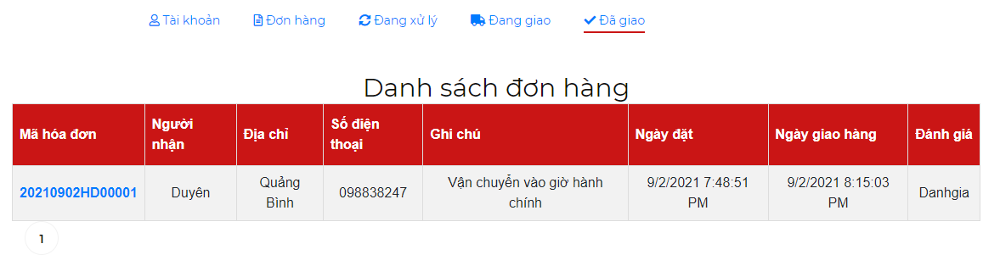 Tài khoản Đơn hàng Đang xử lý Đang giao Đã giao
Danh sách đơn hàng
Mã hóa đơn
Người
nhận
Địa chỉ
Số điện
thoại
Ghi chú
Ngày đặt
Ngày giao hàng
Đánh giá
20210902HD00001
Duyên
Quảng
Bình
098838247
Vận chuyễn vào giờ hành
chính
9/2/2021 7:48:51
PM
9/2/2021 8:15:03
PM
Danhgia
1